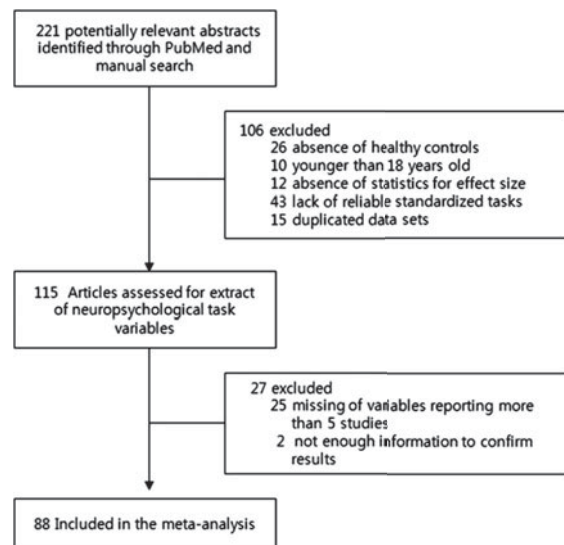 221 potentially relevant abstracts
identified through PubMed and
manual search
106 excluded
26 absence of healthy controls
10 younger than 18 years old
12 absence of statistics for effect size
43 lack of reliable standardized tasks
15 duplicated data sets
115 Articles assessed for extract
of neuropsychological task
variables
27 excluded
25 missing of variables reporting more
than 5 studies
2 not enough information to confirm
results
88 Included in the meta-analysis